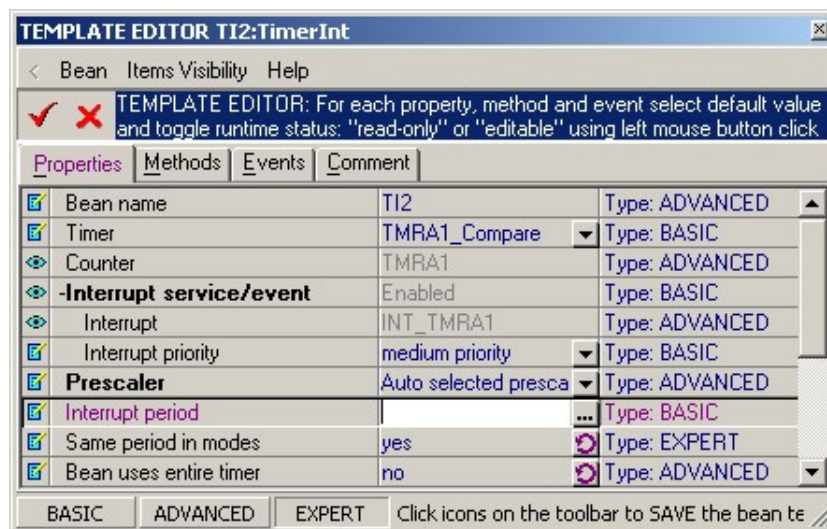 TEMPLATE EDITOR TI2:TimerInt
< Bean Items Visibility Help
TEMPLATE EDITOR: For each property, method and event select default value
and toggle runtime status: "read-only" or "editable" using left mouse button click
Properties Methods Events Comment
Bean name TI2 Type: ADVANCED
Timer TMRA1_Compare Type: BASIC
Counter TMRA1 Type: ADVANCED
-Interrupt service/event Enabled Type: BASIC
Interrupt INT_TMRA1 Type: ADVANCED
Interrupt priority medium priority Type: BASIC
Prescaler Auto selected presca Type: ADVANCED
Interrupt period ... Type: BASIC
Same period in modes yes Type: EXPERT
Bean uses entire timer no Type: ADVANCED
BASIC ADVANCED EXPERT Click icons on the toolbar to SAVE the bean te